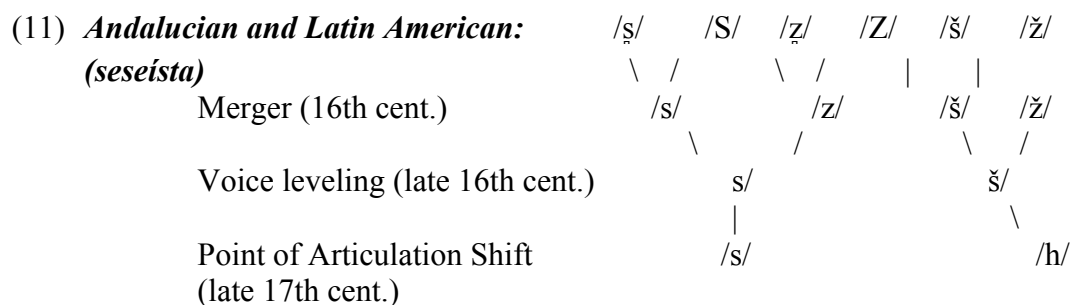 (11) Andalucian and Latin American: /s̪/ /S/ /z̪/ /Z/ /š/ /ž/
(seseísta) \ / \ / | |
Merger (16th cent.) /s/ /z/ /š/ /ž/
\ / \ /
Voice leveling (late 16th cent.) s/ š/
| \
Point of Articulation Shift /s/ /h/
(late 17th cent.)